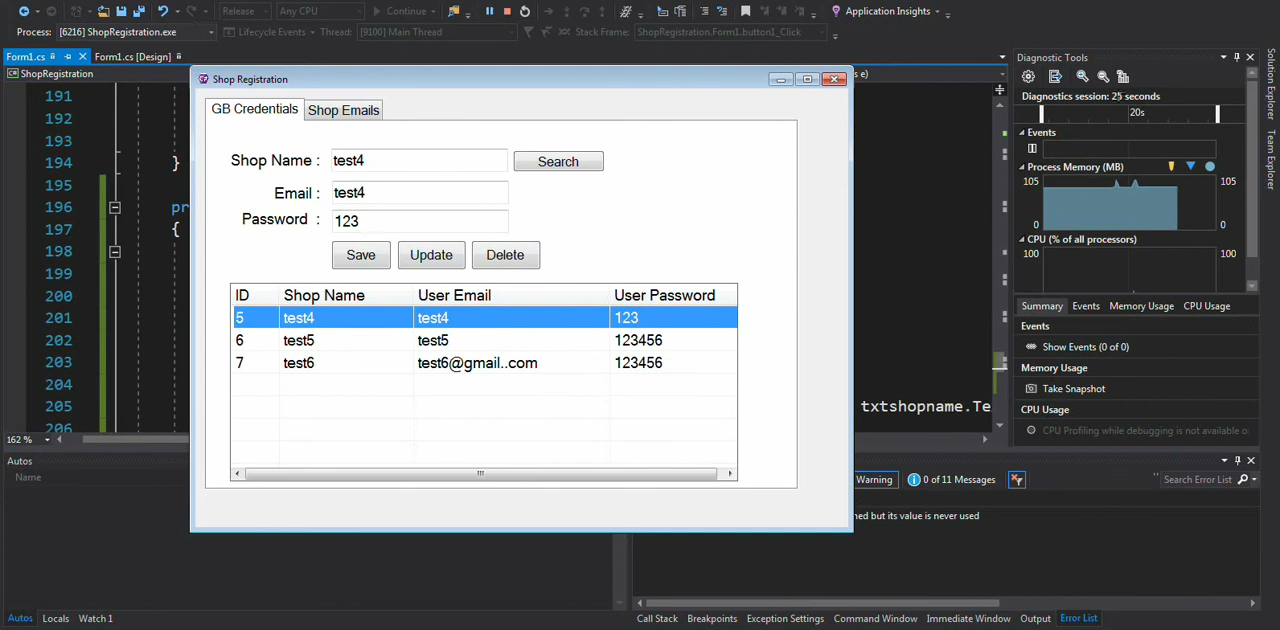 Release Any CPU Continue Application Insights
Process: [6216] ShopRegistration.exe Lifecycle Events Thread: [9100] Main Thread Stack Frame: ShopRegistration.Form1.button1_Click
Form1.cs Form1.cs [Design]
ShopRegistration
s e)
191
192
193
194 }
195
196 pr
197 {
198
199
200
201
202
203
204
205 txtshopname.Te
206
162 %
Shop Registration
GB Credentials Shop Emails
Shop Name : test4 Search
Email : test4
Password : 123
Save Update Delete
ID Shop Name User Email User Password
5 test4 test4 123
6 test5 test5 123456
7 test6 test6@gmail..com 123456
Diagnostic Tools
Diagnostics session: 25 seconds
20s
Events
Process Memory (MB)
105 105
0 0
CPU (% of all processors)
100 100
Summary Events Memory Usage CPU Usage
Events
Show Events (0 of 0)
Memory Usage
Take Snapshot
CPU Usage
CPU Profiling while debugging is not available o
Solution Explorer
Team Explorer
Autos
Name
Warning 0 of 11 Messages Search Error List
ned but its value is never used
Autos Locals Watch 1
Call Stack Breakpoints Exception Settings Command Window Immediate Window Output Error List